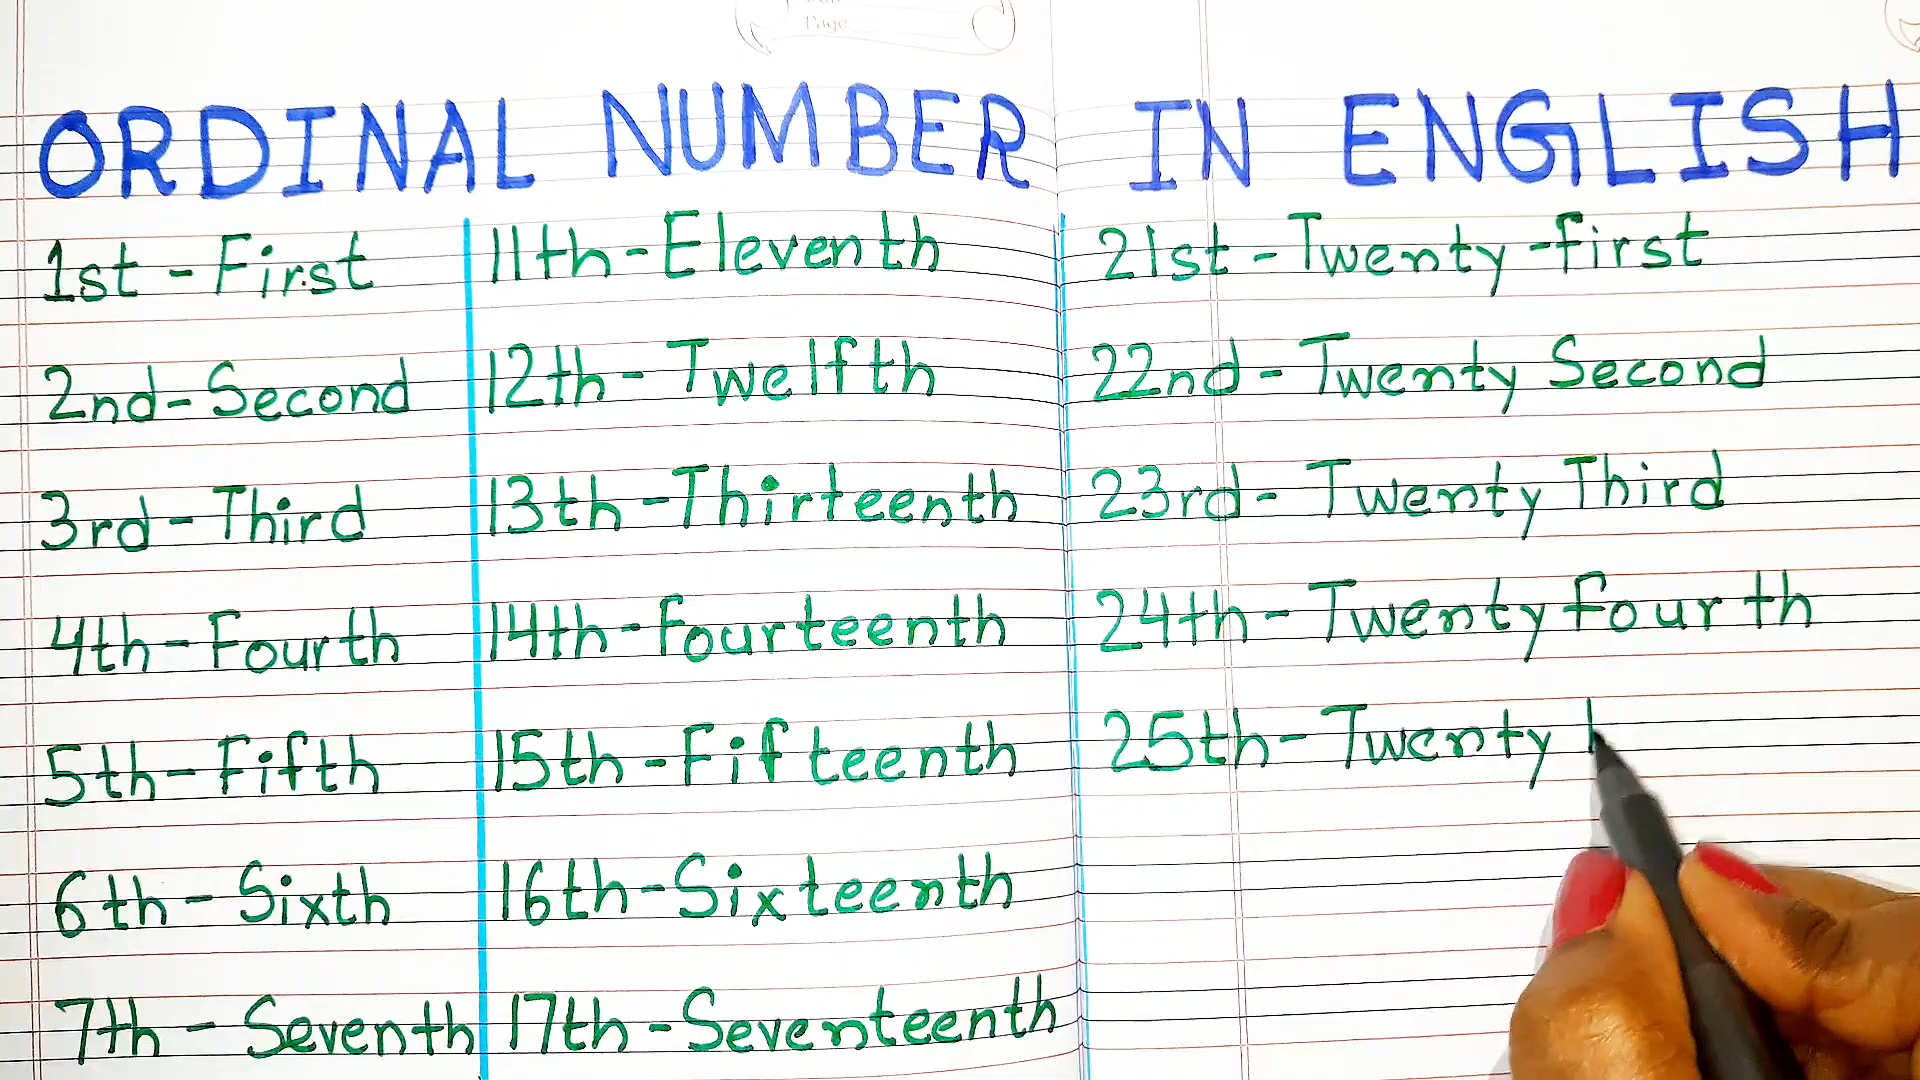 Page
ORDINAL NUMBER IN ENGLISH
1st - First
2nd - Second
3rd - Third
4th - Fourth
5th - Fifth
6th - Sixth
7th - Seventh
11th - Eleventh
12th - Twelfth
13th - Thirteenth
14th - Fourteenth
15th - Fifteenth
16th - Sixteenth
17th - Seventeenth
21st - Twenty -first
22nd - Twenty Second
23rd - Twenty Third
24th - Twenty fourth
25th - Twenty